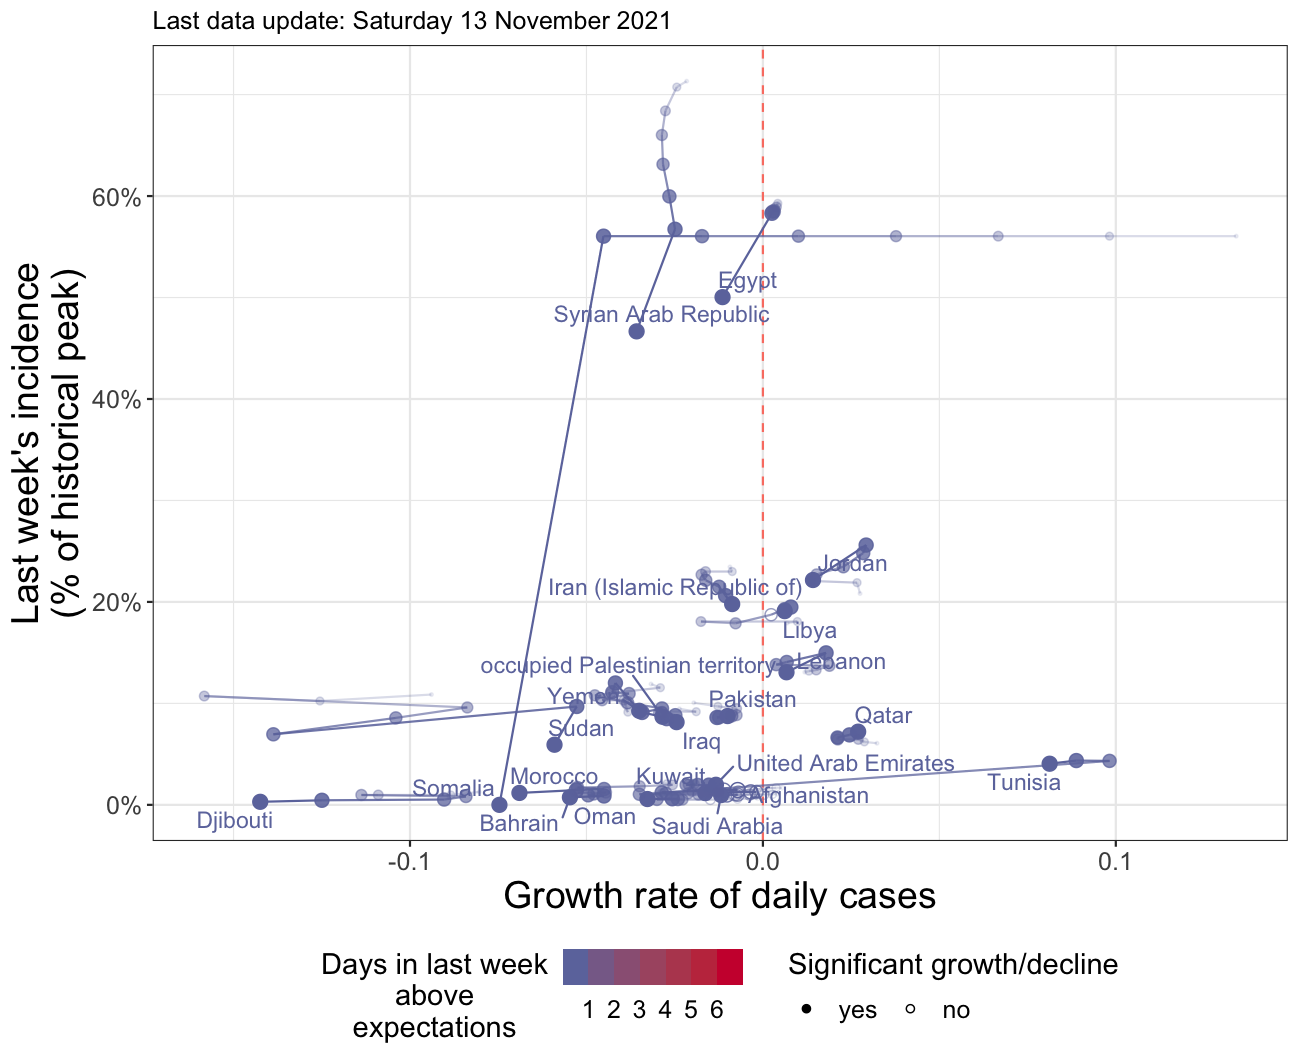 Last data update: Saturday 13 November 2021
Last week's incidence
(% of historical peak)
60%
40%
20%
0%
Egypt
Syrian Arab Republic
Jordan
Iran (Islamic Republic of)
Libya
occupied Palestinian territory
Lebanon
Yemen
Pakistan
Qatar
Sudan
Iraq
United Arab Emirates
Morocco
Kuwait
Tunisia
Somalia
Afghanistan
Djibouti
Bahrain
Oman
Saudi Arabia
-0.1
0.0
0.1
Growth rate of daily cases
Days in last week
above
expectations
1 2 3 4 5 6
Significant growth/decline
yes
no